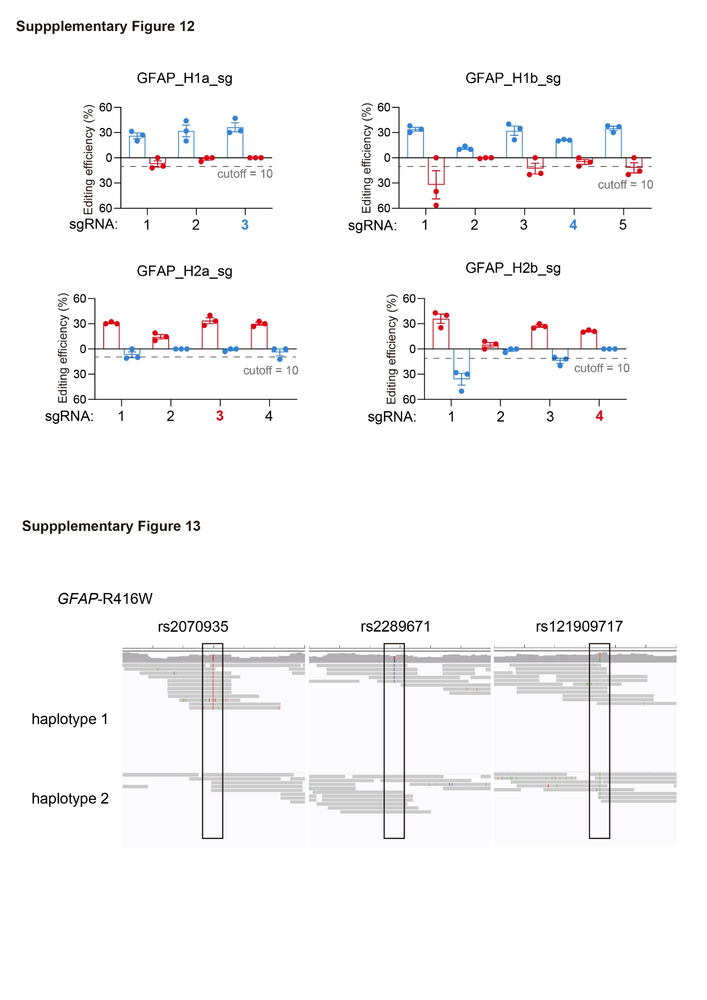 Suppplementary Figure 12
GFAP_H1a_sg
Editing efficiency (%)
60
30
0
30
60
cutoff = 10
sgRNA: 1 2 3
GFAP_H1b_sg
Editing efficiency (%)
60
30
0
30
60
cutoff = 10
sgRNA: 1 2 3 4 5
GFAP_H2a_sg
Editing efficiency (%)
60
30
0
30
60
cutoff = 10
sgRNA: 1 2 3 4
GFAP_H2b_sg
Editing efficiency (%)
60
30
0
30
60
cutoff = 10
sgRNA: 1 2 3 4
Suppplementary Figure 13
GFAP-R416W
rs2070935 rs2289671 rs121909717
haplotype 1
haplotype 2